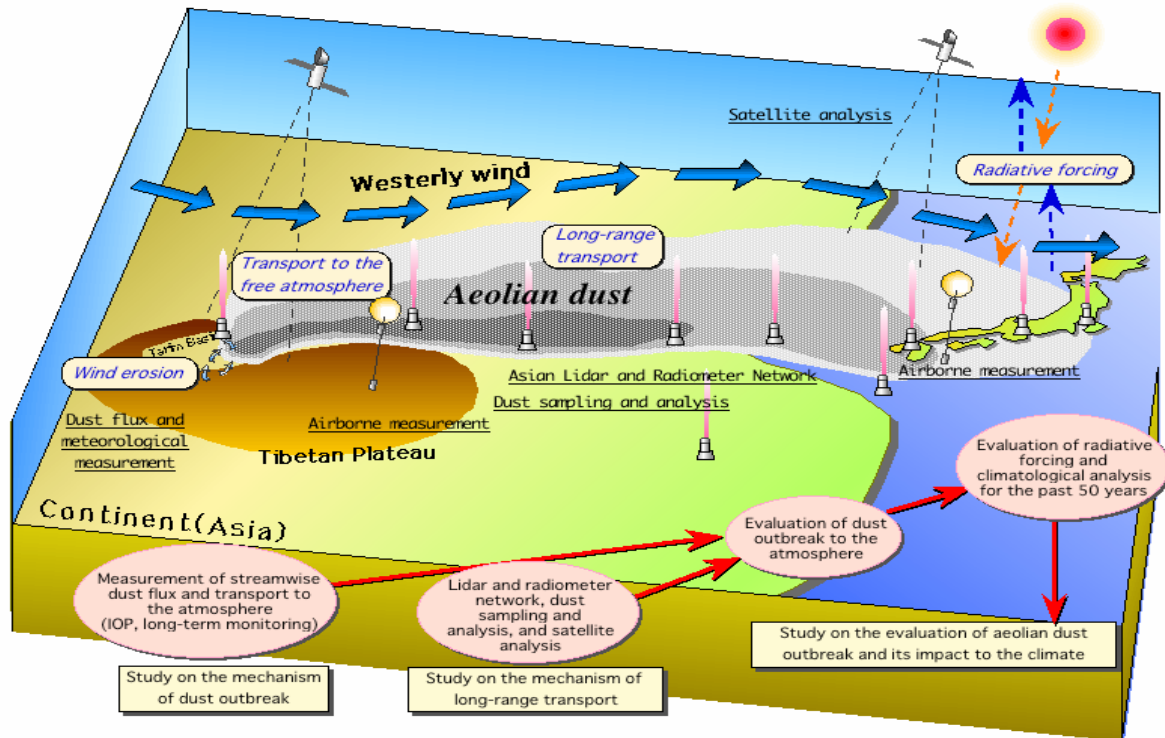 Satellite analysis
Westerly wind
Radiative forcing
Long-range
transport
Transport to the
free atmosphere
Aeolian dust
Tarim Basin
Wind erosion
Asian Lidar and Radiometer Network
Airborne measurement
Dust sampling and analysis
Dust flux and
meteorological
measurement
Airborne measurement
Tibetan Plateau
Continent(Asia)
Evaluation of radiative
forcing and
climatological analysis
for the past 50 years
Evaluation of dust
outbreak to the
atmosphere
Measurement of streamwise
dust flux and transport to
the atmosphere
(IOP, long-term monitoring)
Lidar and radiometer
network, dust
sampling and
analysis, and satellite
analysis
Study on the evaluation of aeolian dust
outbreak and its impact to the climate
Study on the mechanism
of dust outbreak
Study on the mechanism of
long-range transport